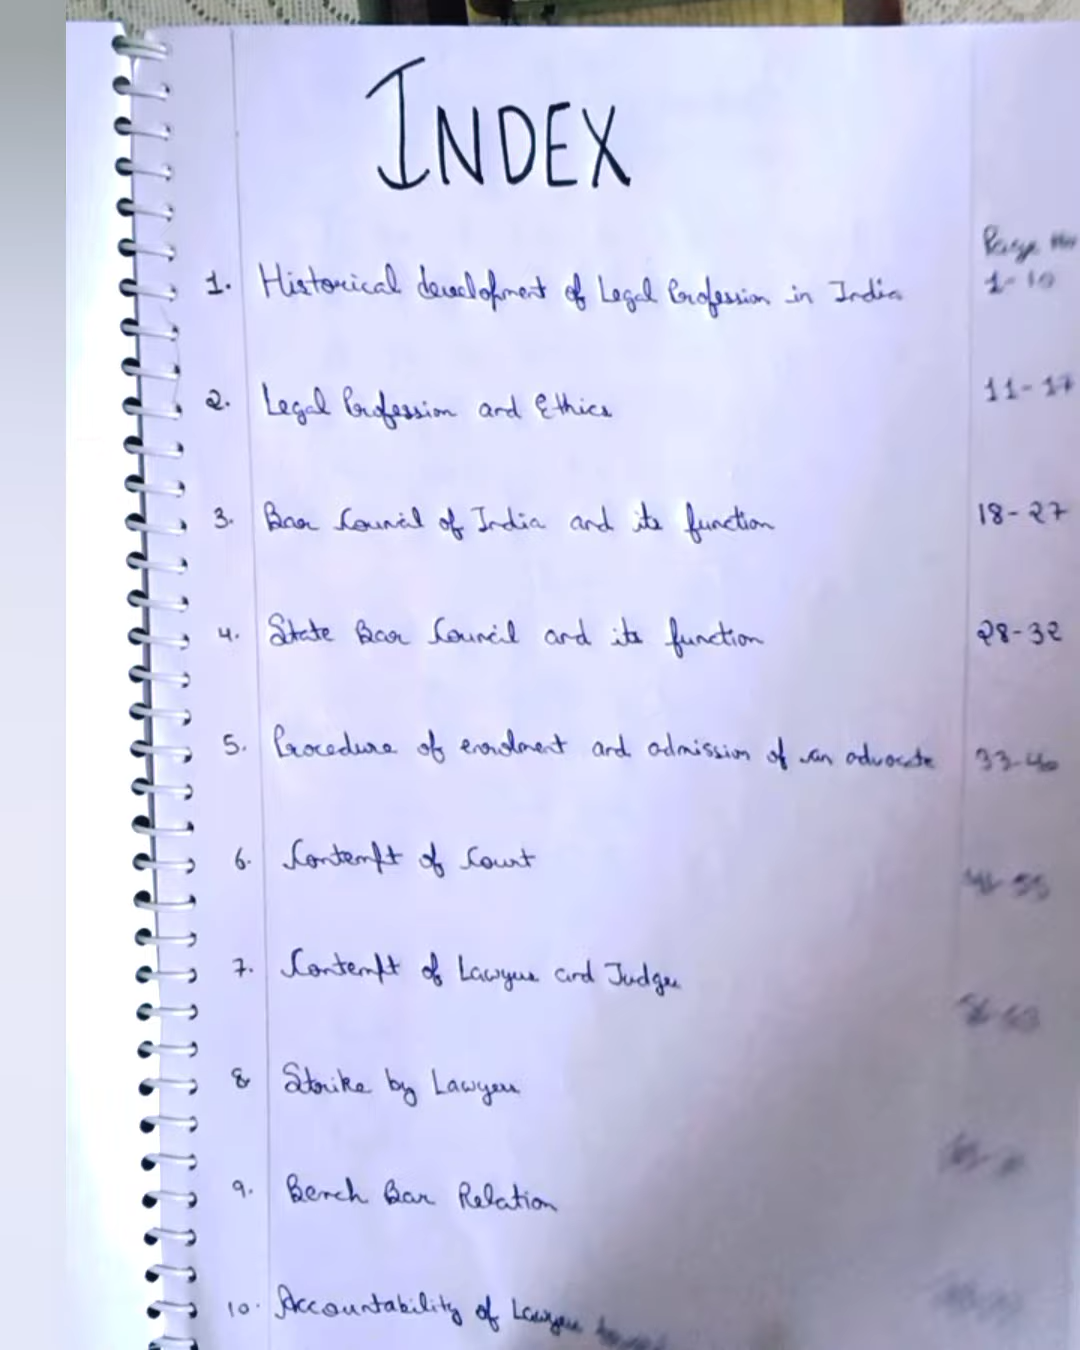 INDEX
Page No
1. Historical development of Legal Profession in India 1-10
2. Legal Profession and Ethics 11-17
3. Bar Council of India and its function 18-27
4. State Bar Council and its function 28-32
5. Procedure of enrolment and admission of an advocate 33-40
6. Contempt of Court 41-55
7. Contempt of Lawyers and Judges
8 Strike by Lawyers
9. Bench Bar Relation
10. Accountability of Lawyers